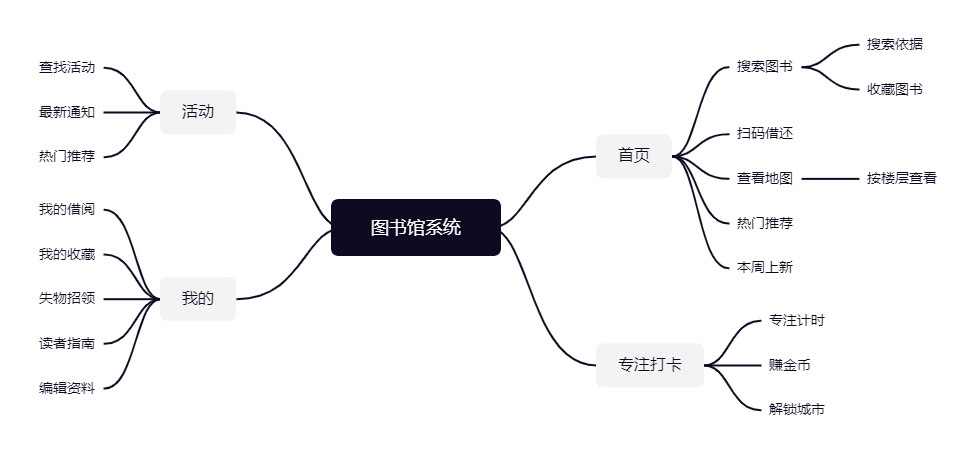 图书馆系统
首页
搜索图书
搜索依据
收藏图书
扫码借还
查看地图
按楼层查看
热门推荐
本周上新
专注打卡
专注计时
赚金币
解锁城市
活动
查找活动
最新通知
热门推荐
我的
我的借阅
我的收藏
失物招领
读者指南
编辑资料